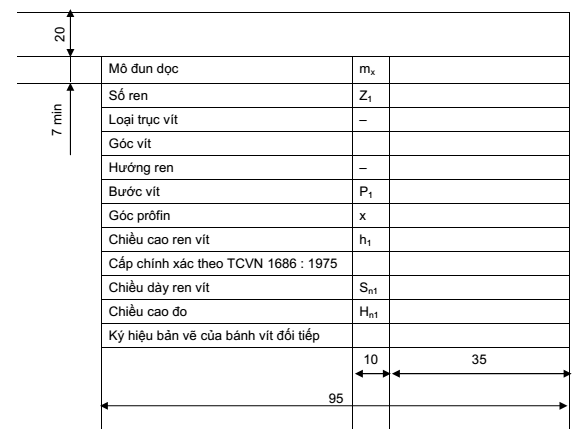 20
Mô đun dọc mₓ
7 min
Số ren Z₁
Loại trục vít –
Góc vít
Hướng ren –
Bước vít P₁
Góc prôfin x
Chiều cao ren vít h₁
Cấp chính xác theo TCVN 1686 : 1975
Chiều dày ren vít Sₙ₁
Chiều cao đo Hₙ₁
Ký hiệu bản vẽ của bánh vít đối tiếp
10 35
95